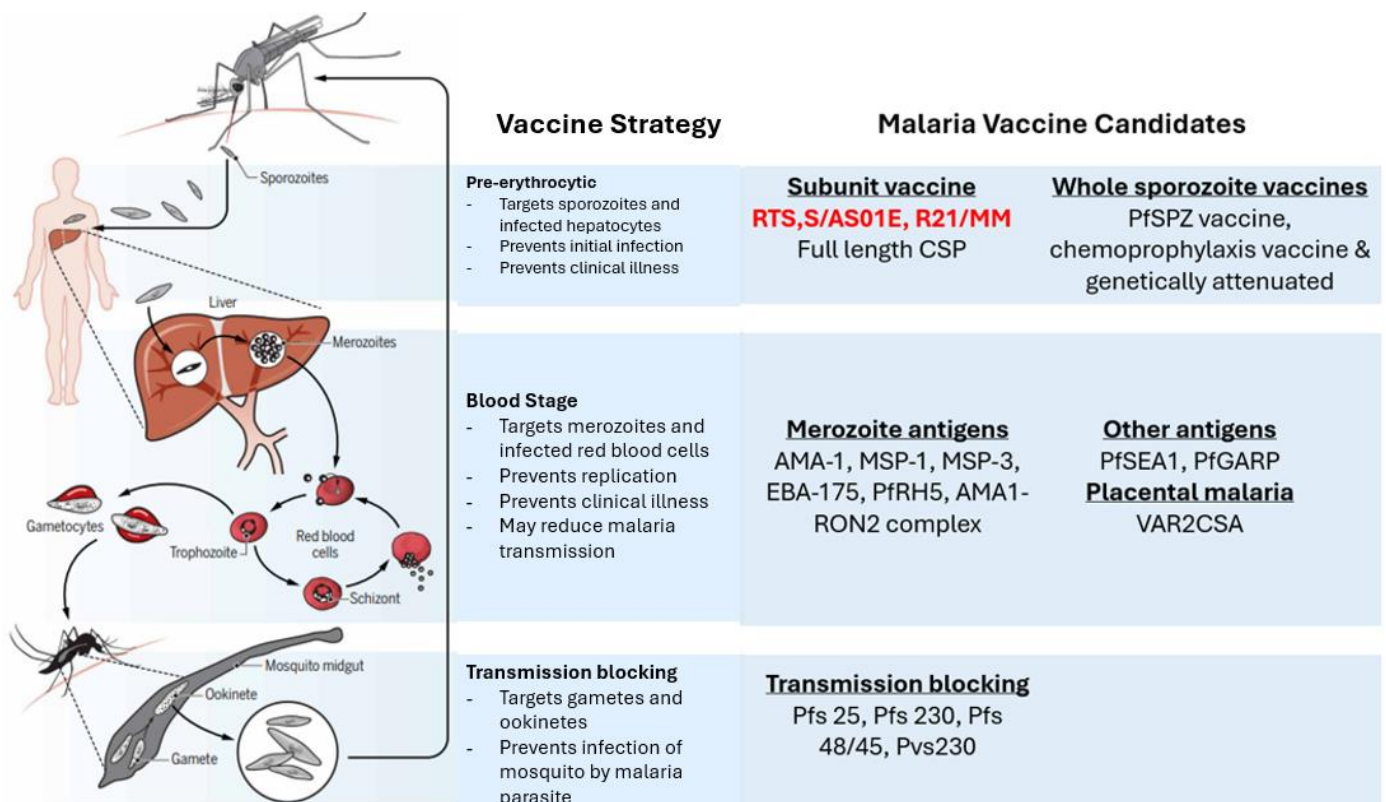 Vaccine Strategy
Malaria Vaccine Candidates
Sporozoites
Pre-erythrocytic
- Targets sporozoites and
infected hepatocytes
- Prevents initial infection
- Prevents clinical illness
Subunit vaccine
RTS,S/AS01E, R21/MM
Full length CSP
Whole sporozoite vaccines
PfSPZ vaccine,
chemoprophylaxis vaccine &
genetically attenuated
Liver
Merozoites
Gametocytes
Trophozoite
Red blood
cells
Schizont
Blood Stage
- Targets merozoites and
infected red blood cells
- Prevents replication
- Prevents clinical illness
- May reduce malaria
transmission
Merozoite antigens
AMA-1, MSP-1, MSP-3,
EBA-175, PfRH5, AMA1-
RON2 complex
Other antigens
PfSEA1, PfGARP
Placental malaria
VAR2CSA
Mosquito midgut
Ookinete
Gamete
Transmission blocking
- Targets gametes and
ookinetes
- Prevents infection of
mosquito by malaria
parasite
Transmission blocking
Pfs 25, Pfs 230, Pfs
48/45, Pvs230